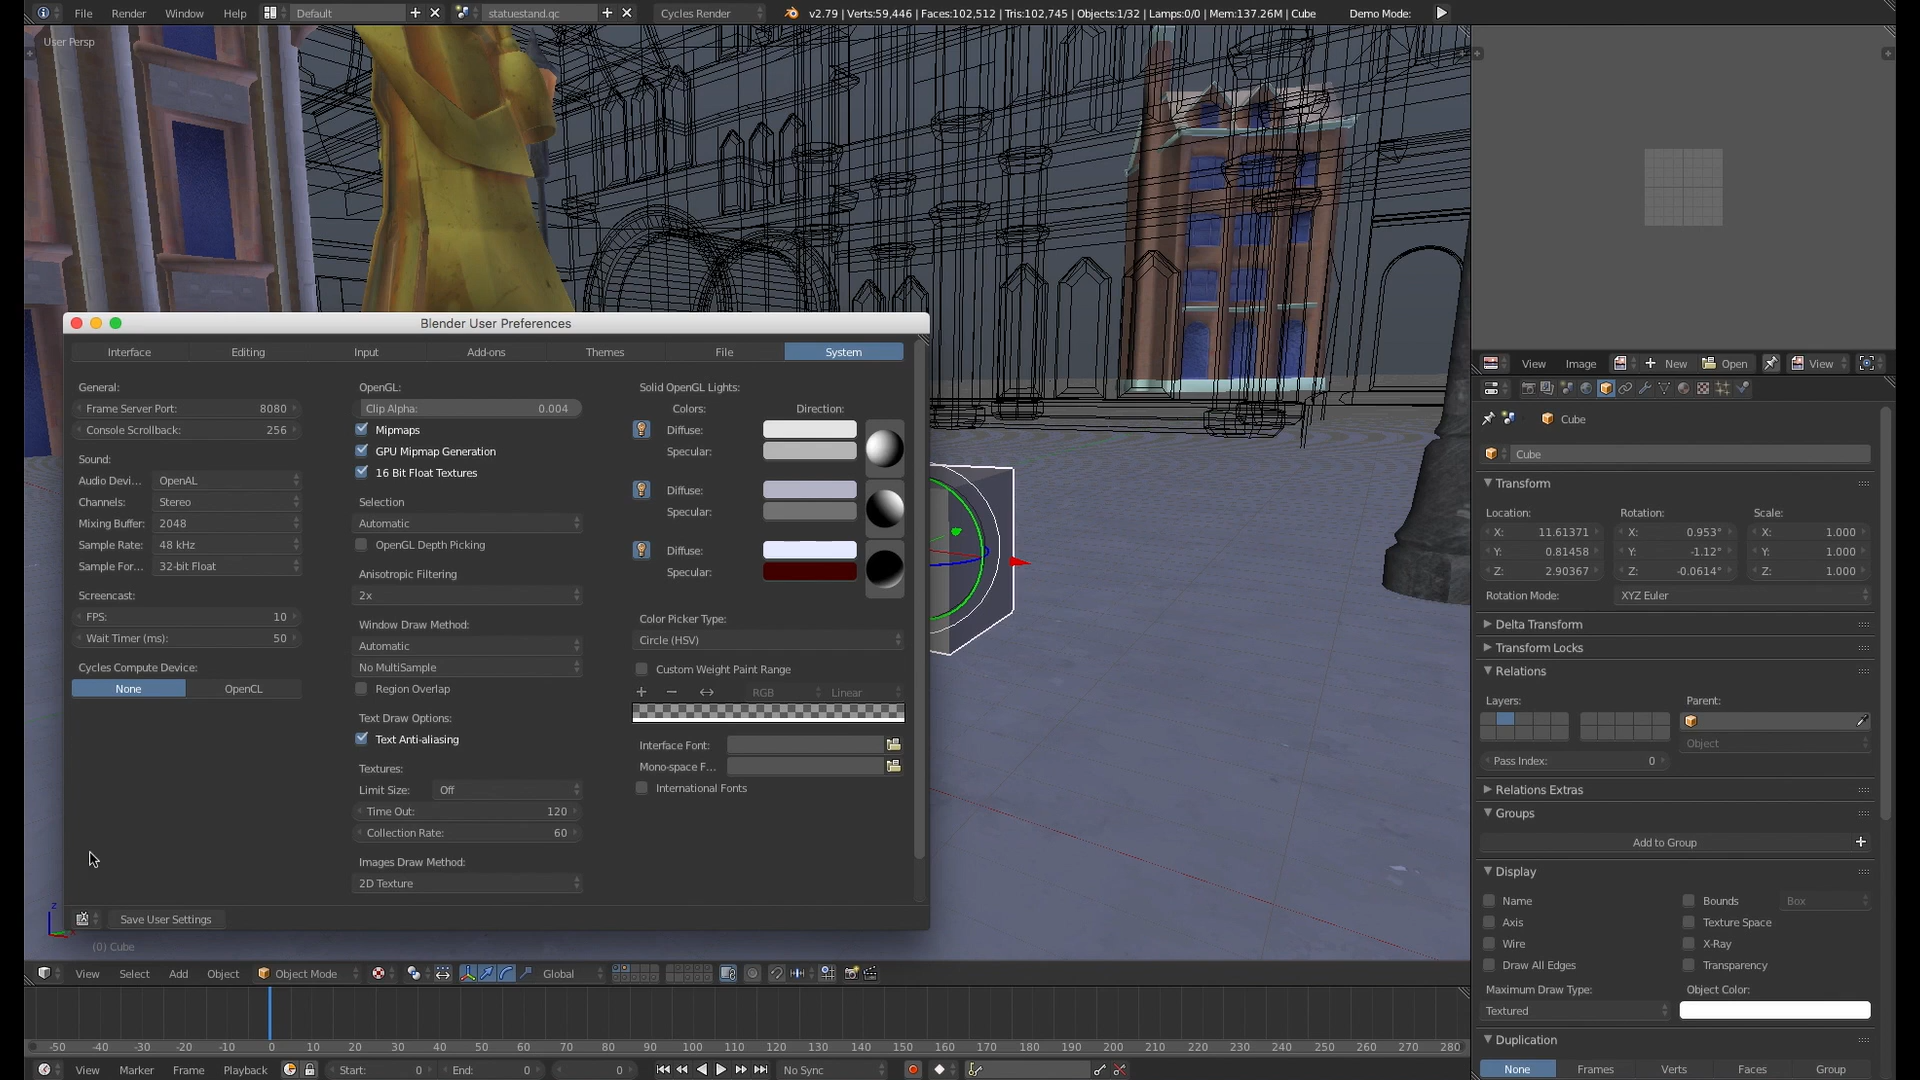 File Render Window Help Default statuestand.qc Cycles Render v2.79 | Verts:59,446 | Faces:102,512 | Tris:102,745 | Objects:1/32 | Lamps:0/0 | Mem:137.26M | Cube Demo Mode:
User Persp
Blender User Preferences
Interface Editing Input Add-ons Themes File System
General:
Frame Server Port: 8080
Console Scrollback: 256
Sound:
Audio Devi... OpenAL
Channels: Stereo
Mixing Buffer: 2048
Sample Rate: 48 kHz
Sample For... 32-bit Float
Screencast:
FPS: 10
Wait Timer (ms): 50
Cycles Compute Device:
None OpenCL
OpenGL:
Clip Alpha: 0.004
Mipmaps
GPU Mipmap Generation
16 Bit Float Textures
Selection
Automatic
OpenGL Depth Picking
Anisotropic Filtering
2x
Window Draw Method:
Automatic
No MultiSample
Region Overlap
Text Draw Options:
Text Anti-aliasing
Textures:
Limit Size: Off
Time Out: 120
Collection Rate: 60
Images Draw Method:
2D Texture
Solid OpenGL Lights:
Colors: Direction:
Diffuse:
Specular:
Diffuse:
Specular:
Diffuse:
Specular:
Color Picker Type:
Circle (HSV)
Custom Weight Paint Range
RGB Linear
Interface Font:
Mono-space F...
International Fonts
Save User Settings
z
(0) Cube
View Select Add Object Object Mode Global
-50 -40 -30 -20 -10 0 10 20 30 40 50 60 70 80 90 100 110 120 130 140 150 160 170 180 190 200 210 220 230 240 250 260 270 280
View Marker Frame Playback Start: 0 End: 0 0 No Sync
View Image New Open View
Cube
Cube
Transform
Location: Rotation: Scale:
X: 11.61371 X: 0.953° X: 1.000
Y: 0.81458 Y: -1.12° Y: 1.000
Z: 2.90367 Z: -0.0614° Z: 1.000
Rotation Mode: XYZ Euler
Delta Transform
Transform Locks
Relations
Layers: Parent:
Object
Pass Index: 0
Relations Extras
Groups
Add to Group
Display
Name Bounds Box
Axis Texture Space
Wire X-Ray
Draw All Edges Transparency
Maximum Draw Type: Object Color:
Textured
Duplication
None Frames Verts Faces Group